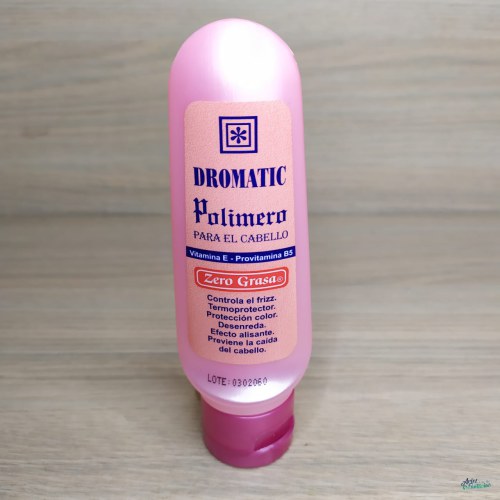 DROMATIC
Polimero
PARA EL CABELLO
Vitamina E - Provitamina B5
Zero Grasa®
Controla el frizz.
Termoprotector.
Protección color.
Desenreda.
Efecto alisante.
Previene la caída
del cabello.
LOTE:0302060